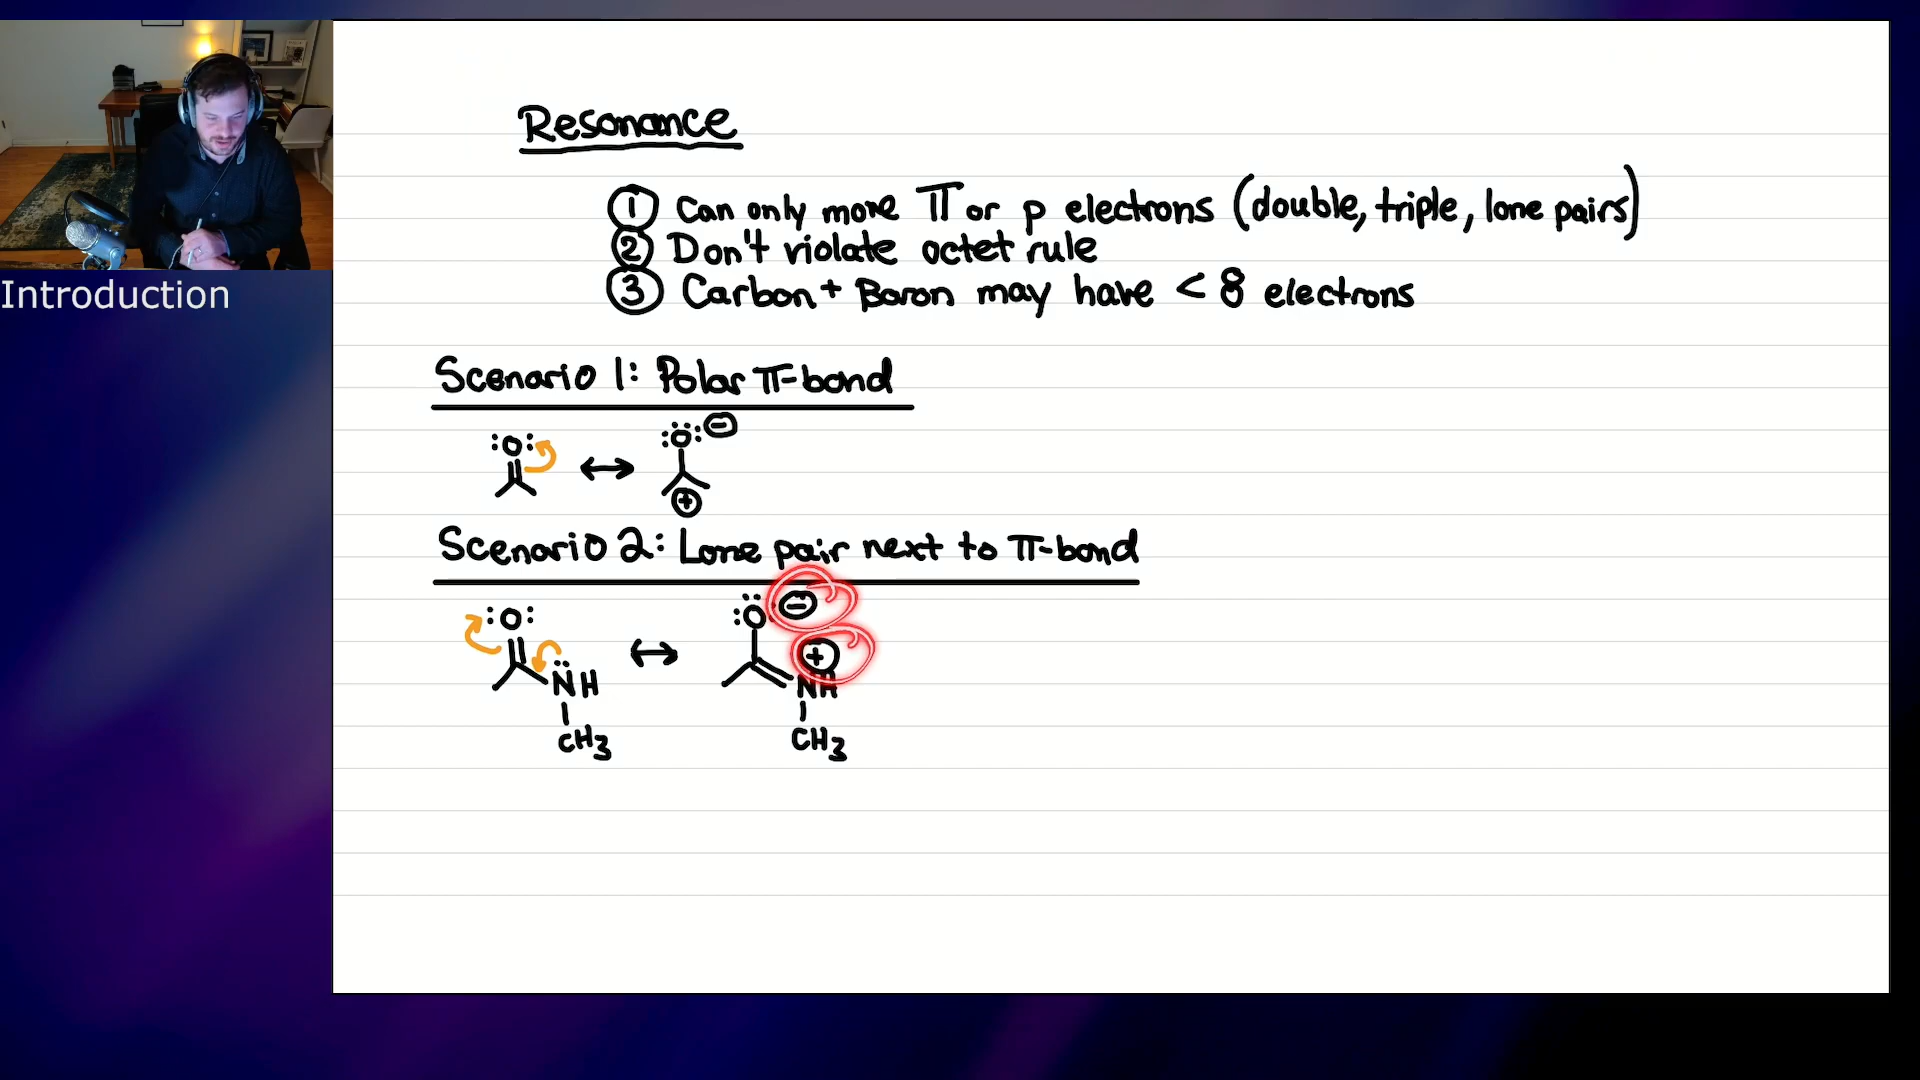 Introduction
Resonance
① Can only move π or p electrons (double, triple, lone pairs)
② Don't violate octet rule
③ Carbon + Boron may have < 8 electrons
Scenario 1: Polar π-bond
:O: ↔ :Ö: ⊖
⊕
Scenario 2: Lone pair next to π-bond
:O: ↔ :Ö: ⊖
⊕
N̈H NH
CH3 CH3